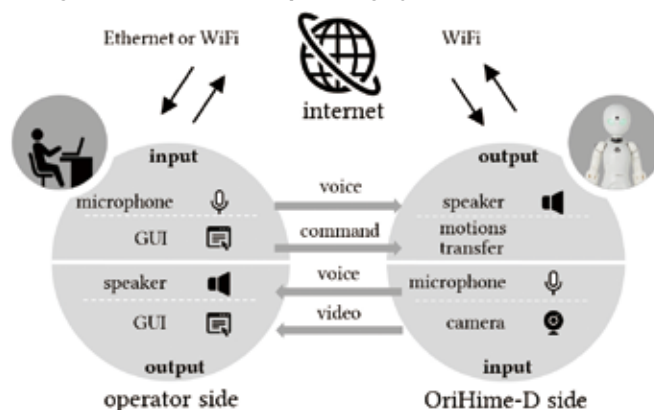 Ethernet or WiFi
WiFi
internet
input
microphone
GUI
speaker
GUI
output
operator side
voice
command
voice
video
output
speaker
motions
transfer
microphone
camera
input
OriHime-D side